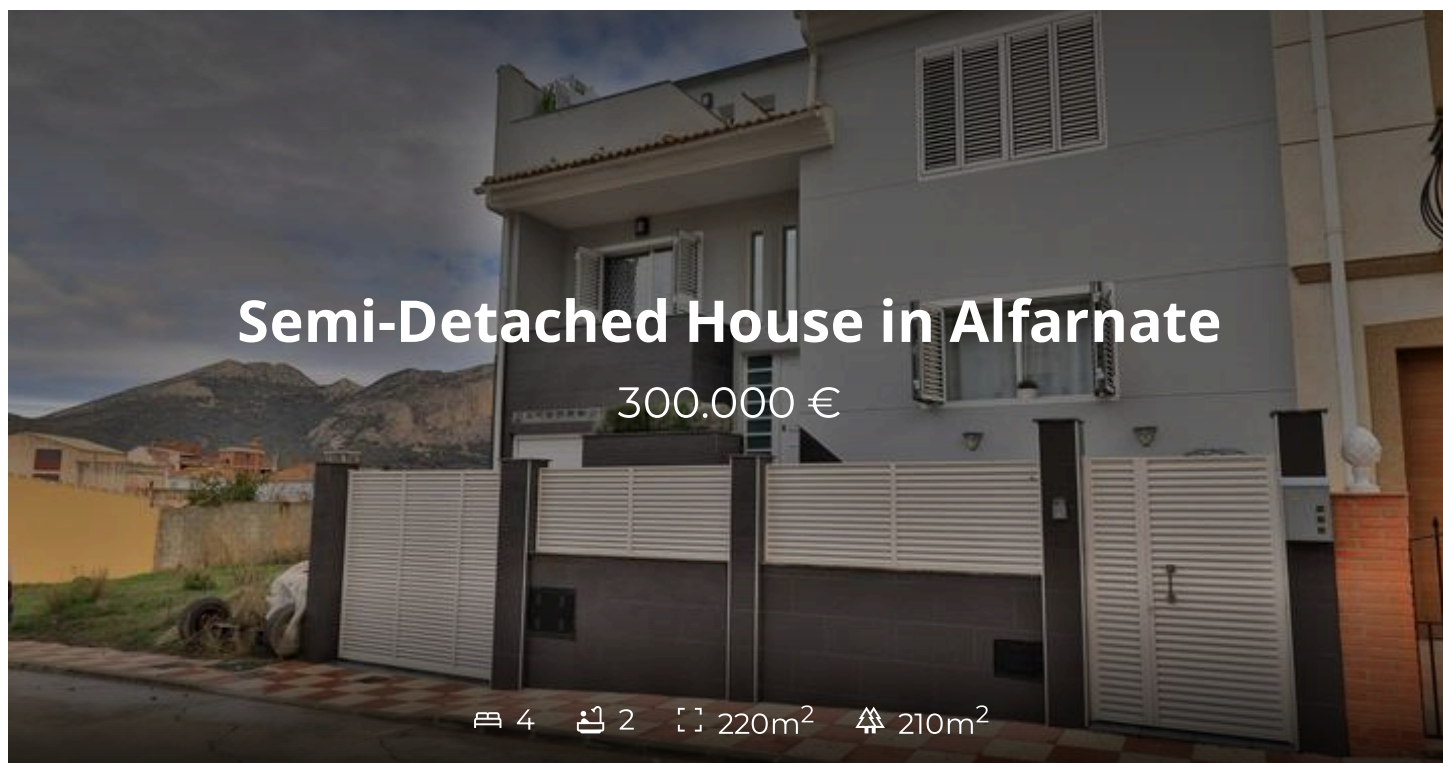 Semi-Detached House in Alfarnate
300.000 €
4 2 220m² 210m²